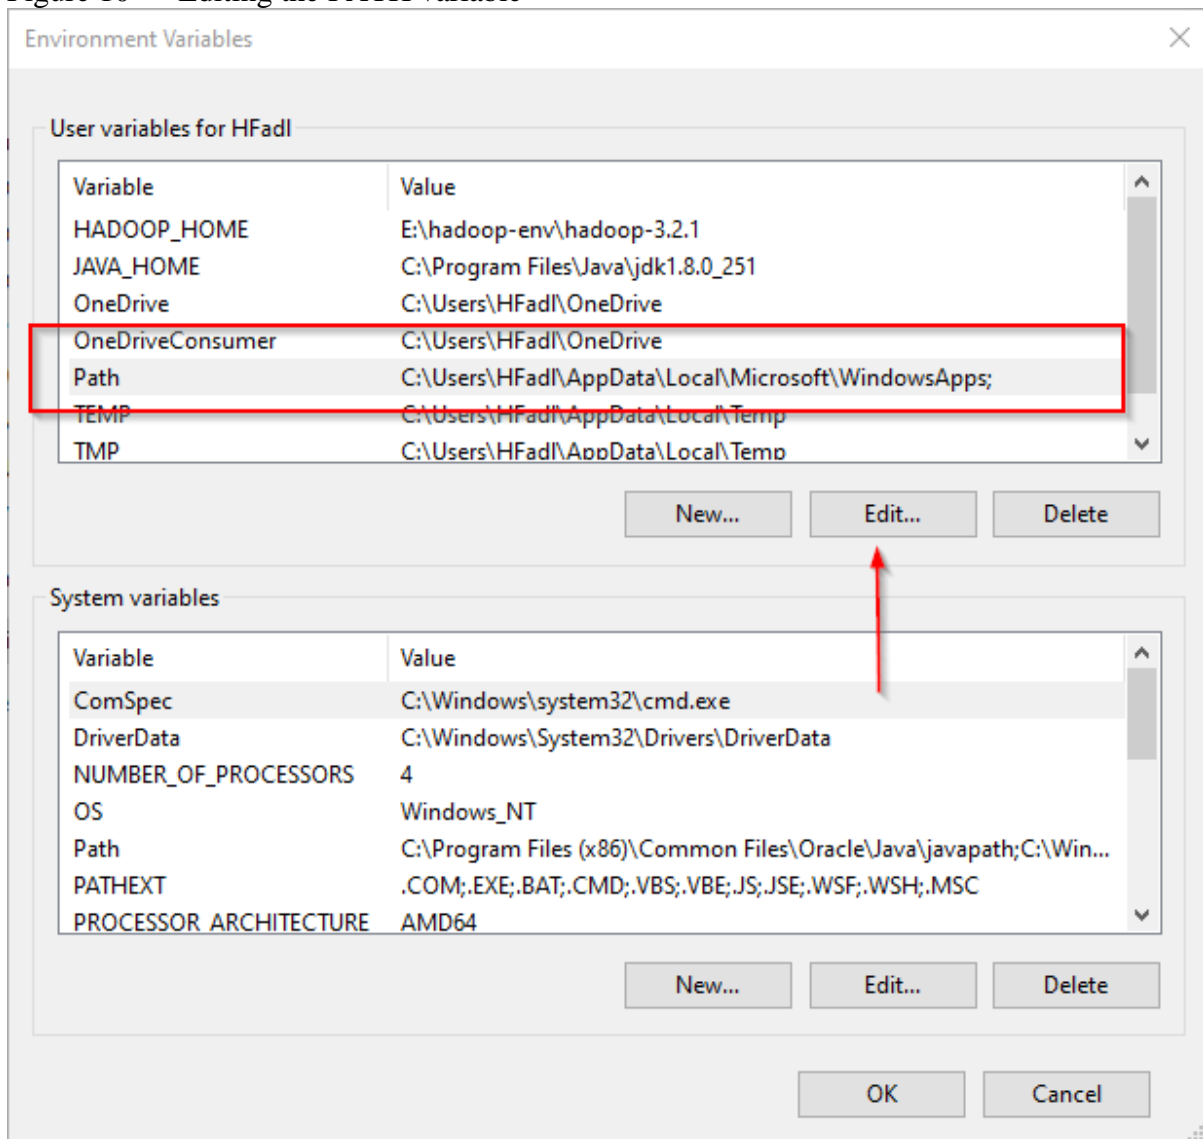 Environment Variables
User variables for HFadl
Variable Value
HADOOP_HOME E:\hadoop-env\hadoop-3.2.1
JAVA_HOME C:\Program Files\Java\jdk1.8.0_251
OneDrive C:\Users\HFadl\OneDrive
OneDriveConsumer C:\Users\HFadl\OneDrive
Path C:\Users\HFadl\AppData\Local\Microsoft\WindowsApps;
TEMP C:\Users\HFadl\AppData\Local\Temp
TMP C:\Users\HFadl\AppData\Local\Temp
New... Edit... Delete
System variables
Variable Value
ComSpec C:\Windows\system32\cmd.exe
DriverData C:\Windows\System32\Drivers\DriverData
NUMBER_OF_PROCESSORS 4
OS Windows_NT
Path C:\Program Files (x86)\Common Files\Oracle\Java\javapath;C:\Win...
PATHEXT .COM;.EXE;.BAT;.CMD;.VBS;.VBE;.JS;.JSE;.WSF;.WSH;.MSC
PROCESSOR_ARCHITECTURE AMD64
New... Edit... Delete
OK Cancel